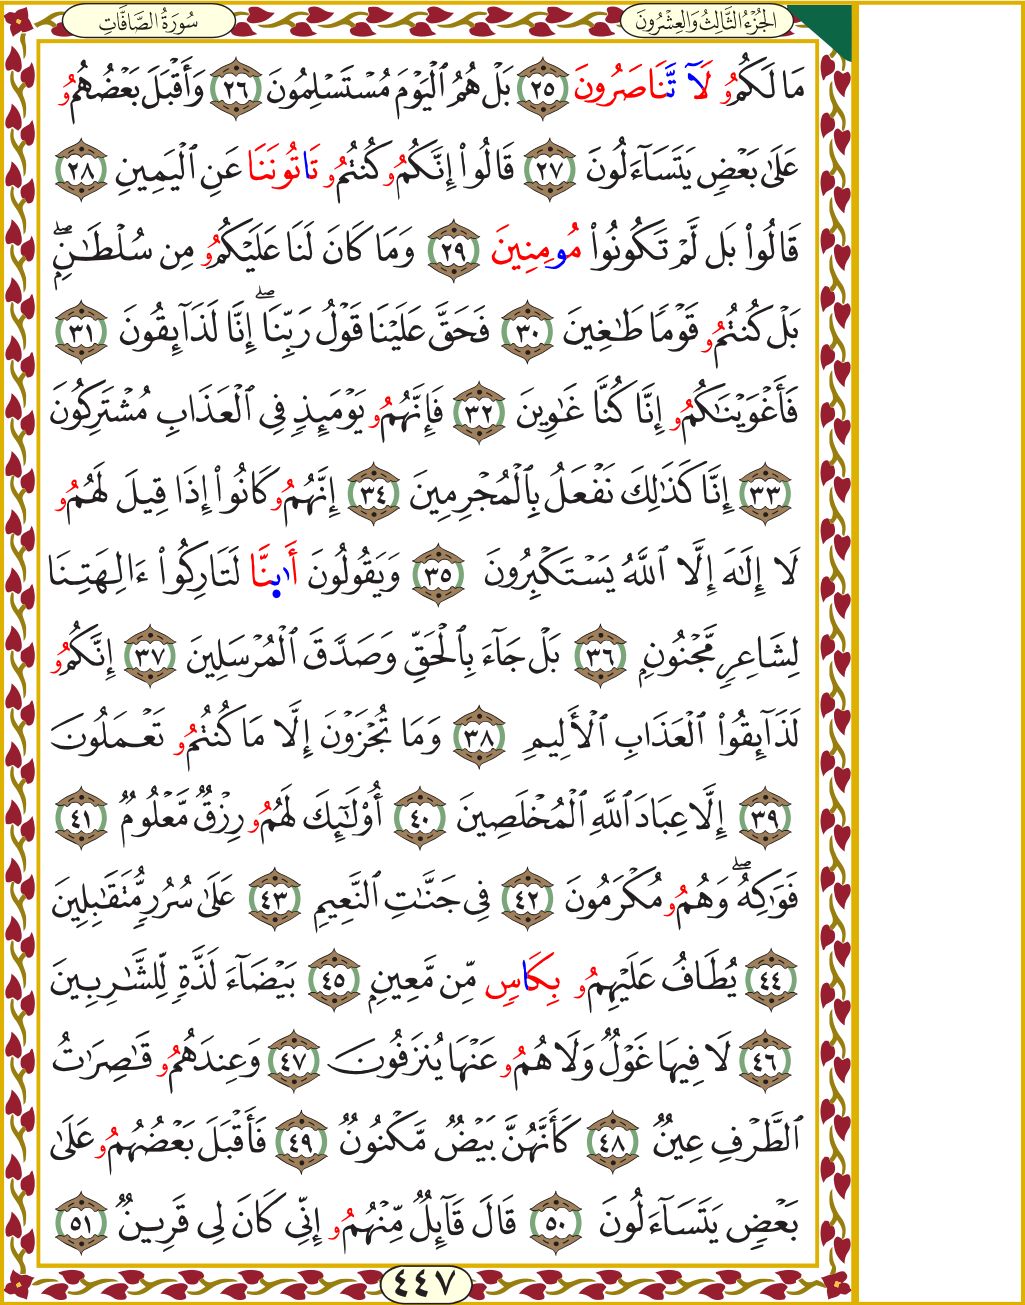 الجُزْءُ الثَّالِثُ وَالعِشْرُونَ
سُورَةُ الصَّافَّاتِ
مَا لَكُمُۥ لَآ تَّنَاصَرُونَ ٢٥ بَلْ هُمُ ٱلْيَوْمَ مُسْتَسْلِمُونَ ٢٦ وَأَقْبَلَ بَعْضُهُمُۥ
عَلَىٰ بَعْضٖ يَتَسَآءَلُونَ ٢٧ قَالُوٓاْ إِنَّكُمُۥ كُنتُمُۥ تَاتُونَنَا عَنِ ٱلْيَمِينِ ٢٨
قَالُواْ بَل لَّمْ تَكُونُواْ مُومِنِينَ ٢٩ وَمَا كَانَ لَنَا عَلَيْكُمُۥ مِن سُلْطَـٰنِۭۖ
بَلْ كُنتُمُۥ قَوْمٗا طَـٰغِينَ ٣٠ فَحَقَّ عَلَيْنَا قَوْلُ رَبِّنَآۖ إِنَّا لَذَآئِقُونَ ٣١
فَأَغْوَيْنَـٰكُمُۥ إِنَّا كُنَّا غَـٰوِينَ ٣٢ فَإِنَّهُمُۥ يَوْمَئِذٖ فِي ٱلْعَذَابِ مُشْتَرِكُونَ
٣٣ إِنَّا كَذَٰلِكَ نَفْعَلُ بِٱلْمُجْرِمِينَ ٣٤ إِنَّهُمُۥ كَانُوٓاْ إِذَا قِيلَ لَهُمُۥ
لَآ إِلَـٰهَ إِلَّا ٱللَّهُ يَسْتَكْبِرُونَ ٣٥ وَيَقُولُونَ أَاٰ۪نَّا لَتَارِكُوٓاْ ءَالِهَتِنَا
لِشَاعِرٖ مَّجْنُونِۭ ٣٦ بَلْ جَآءَ بِٱلْحَقِّ وَصَدَّقَ ٱلْمُرْسَلِينَ ٣٧ إِنَّكُمُۥ
لَذَآئِقُواْ ٱلْعَذَابِ ٱلْأَلِيمِ ٣٨ وَمَا تُجْزَوْنَ إِلَّا مَا كُنتُمُۥ تَعْمَلُونَ
٣٩ إِلَّا عِبَادَ ٱللَّهِ ٱلْمُخْلَصِينَ ٤٠ أُوْلَـٰٓئِكَ لَهُمُۥ رِزْقٞ مَّعْلُومٞ ٤١
فَوَٰكِهُۖ وَهُمُۥ مُكْرَمُونَ ٤٢ فِي جَنَّـٰتِ ٱلنَّعِيمِ ٤٣ عَلَىٰ سُرُرٖ مُّتَقَـٰبِلِينَ
٤٤ يُطَافُ عَلَيْهِمُۥ بِكَاسٖ مِّن مَّعِينِۭ ٤٥ بَيْضَآءَ لَذَّةٖ لِّلشَّـٰرِبِينَ
٤٦ لَا فِيهَا غَوْلٞ وَلَا هُمُۥ عَنْهَا يُنزَفُونَ ٤٧ وَعِندَهُمُۥ قَـٰصِرَٰتُ
ٱلطَّرْفِ عِينٞ ٤٨ كَأَنَّهُنَّ بَيْضٞ مَّكْنُونٞ ٤٩ فَأَقْبَلَ بَعْضُهُمُۥ عَلَىٰ
بَعْضٖ يَتَسَآءَلُونَ ٥٠ قَالَ قَآئِلٞ مِّنْهُمُۥ إِنِّي كَانَ لِي قَرِينٞ ٥١
٤٤٧